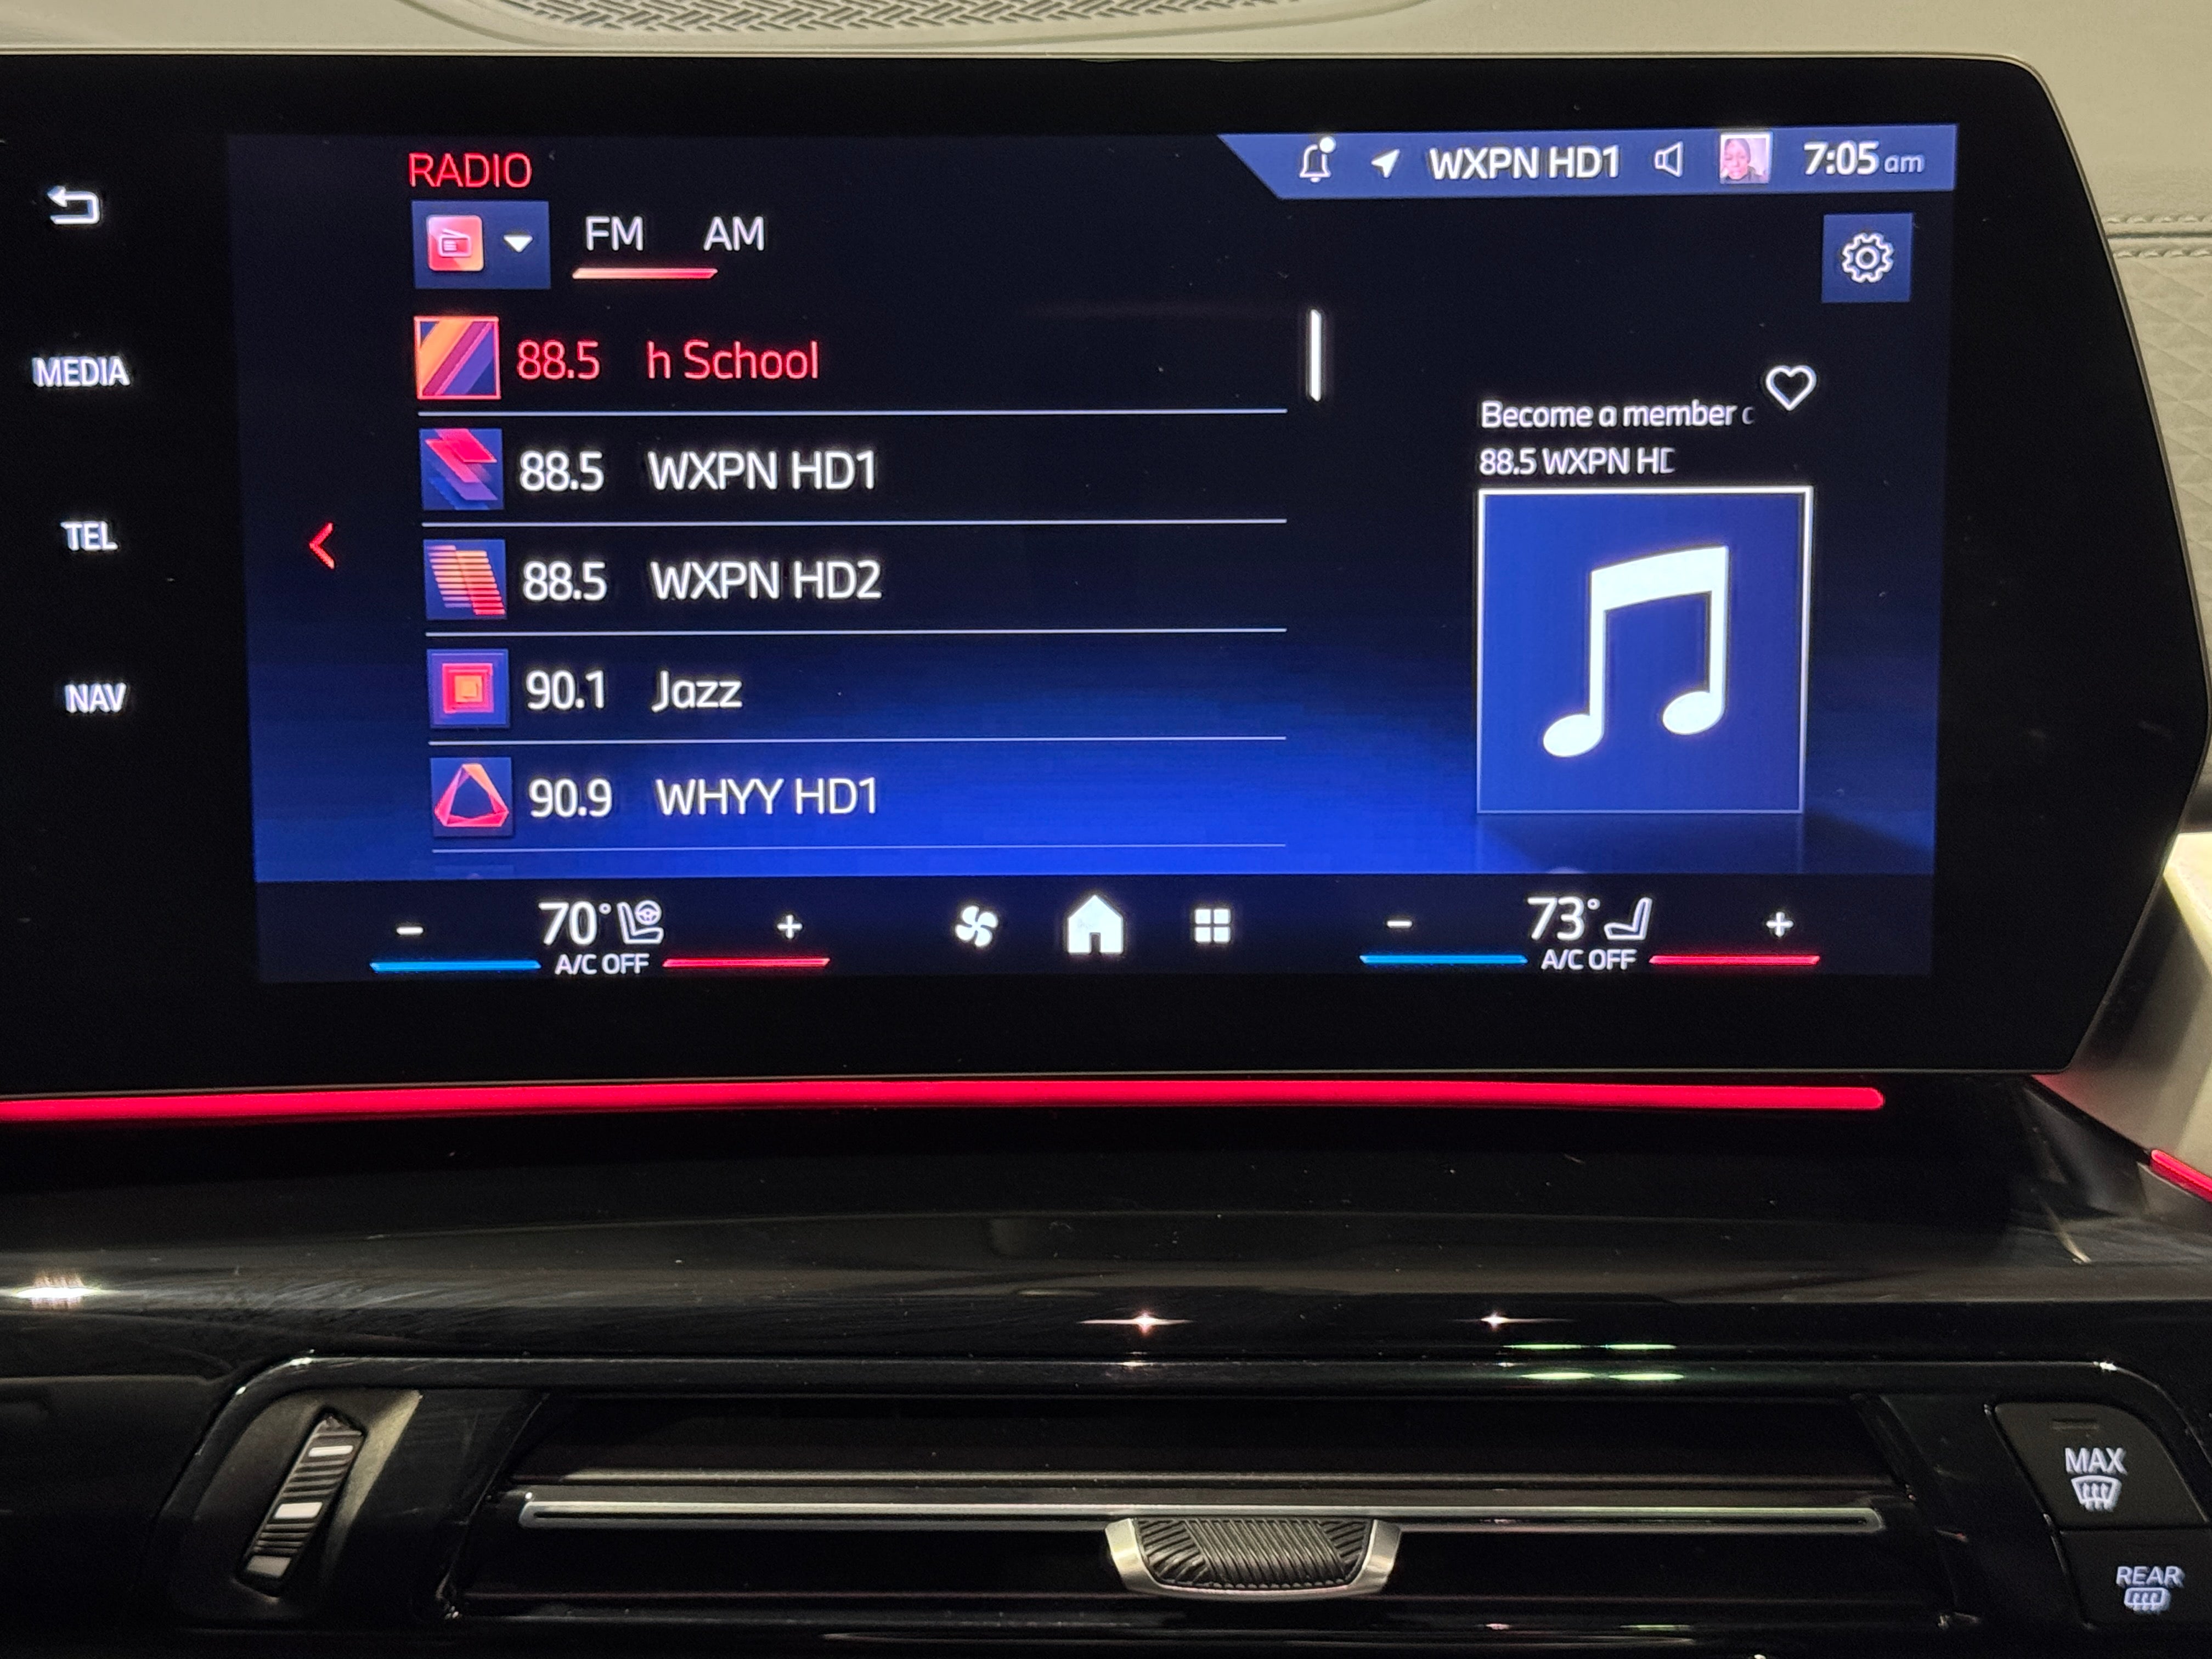 RADIO
WXPN HD1
7:05 am
FM AM
MEDIA
TEL
NAV
88.5 h School
88.5 WXPN HD1
88.5 WXPN HD2
90.1 Jazz
90.9 WHYY HD1
Become a member
88.5 WXPN HD
- 70° +
A/C OFF
- 73° +
A/C OFF
MAX
REAR